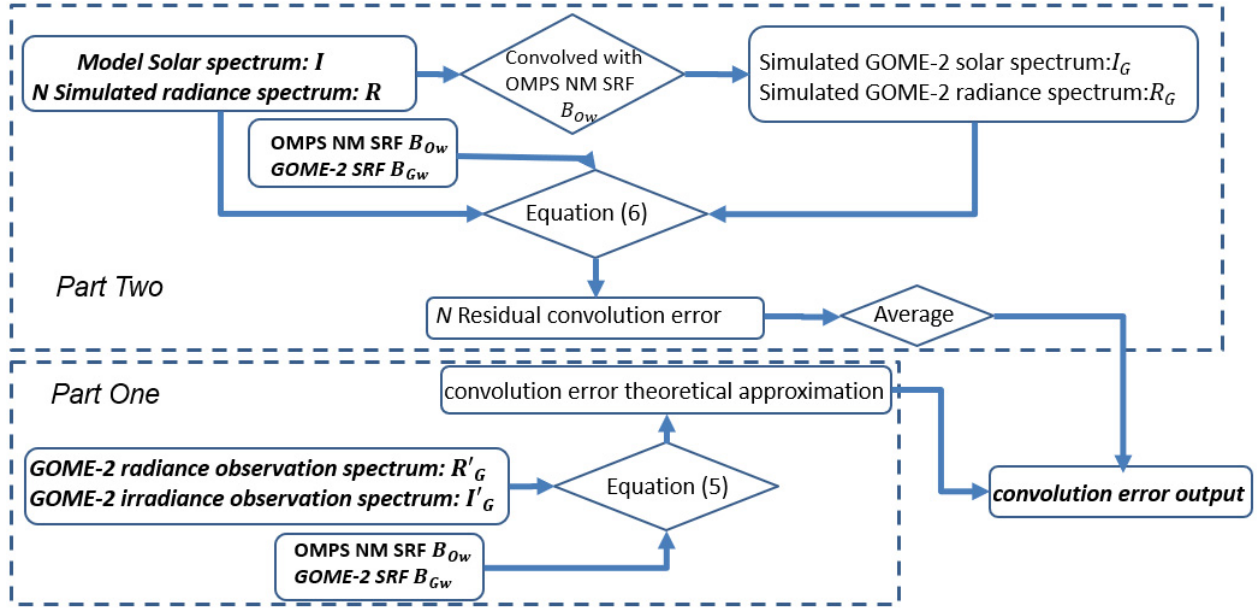 Model Solar spectrum: I
N Simulated radiance spectrum: R
Convolved with
OMPS NM SRF
B_Ow
Simulated GOME-2 solar spectrum:I_G
Simulated GOME-2 radiance spectrum:R_G
OMPS NM SRF B_Ow
GOME-2 SRF B_Gw
Equation (6)
Part Two
N Residual convolution error
Average
Part One
convolution error theoretical approximation
GOME-2 radiance observation spectrum: R'_G
GOME-2 irradiance observation spectrum: I'_G
Equation (5)
convolution error output
OMPS NM SRF B_Ow
GOME-2 SRF B_Gw